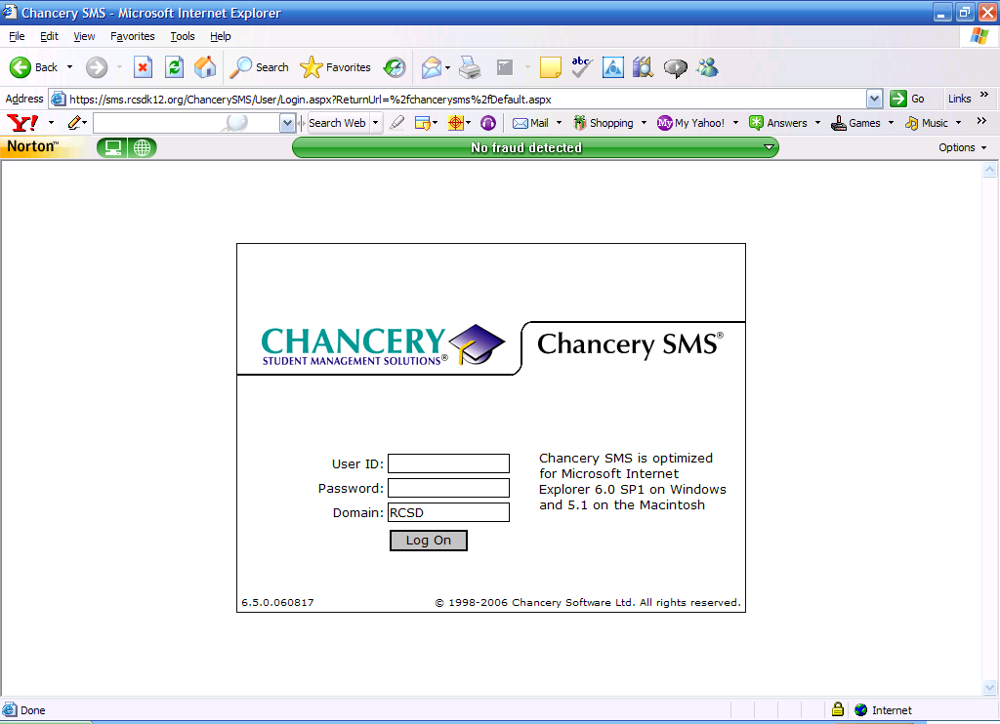 Chancery SMS - Microsoft Internet Explorer
File Edit View Favorites Tools Help
Back Search Favorites abc
Address https://sms.rcsdk12.org/ChancerySMS/User/Login.aspx?ReturnUrl=%2fchancerysms%2fDefault.aspx Go Links »
Y! Search Web Mail Shopping My Yahoo! Answers Games Music »
Norton™ No fraud detected Options
CHANCERY
STUDENT MANAGEMENT SOLUTIONS®
Chancery SMS®
User ID:
Password:
Domain: RCSD
Log On
Chancery SMS is optimized
for Microsoft Internet
Explorer 6.0 SP1 on Windows
and 5.1 on the Macintosh
6.5.0.060817 © 1998-2006 Chancery Software Ltd. All rights reserved.
Done Internet